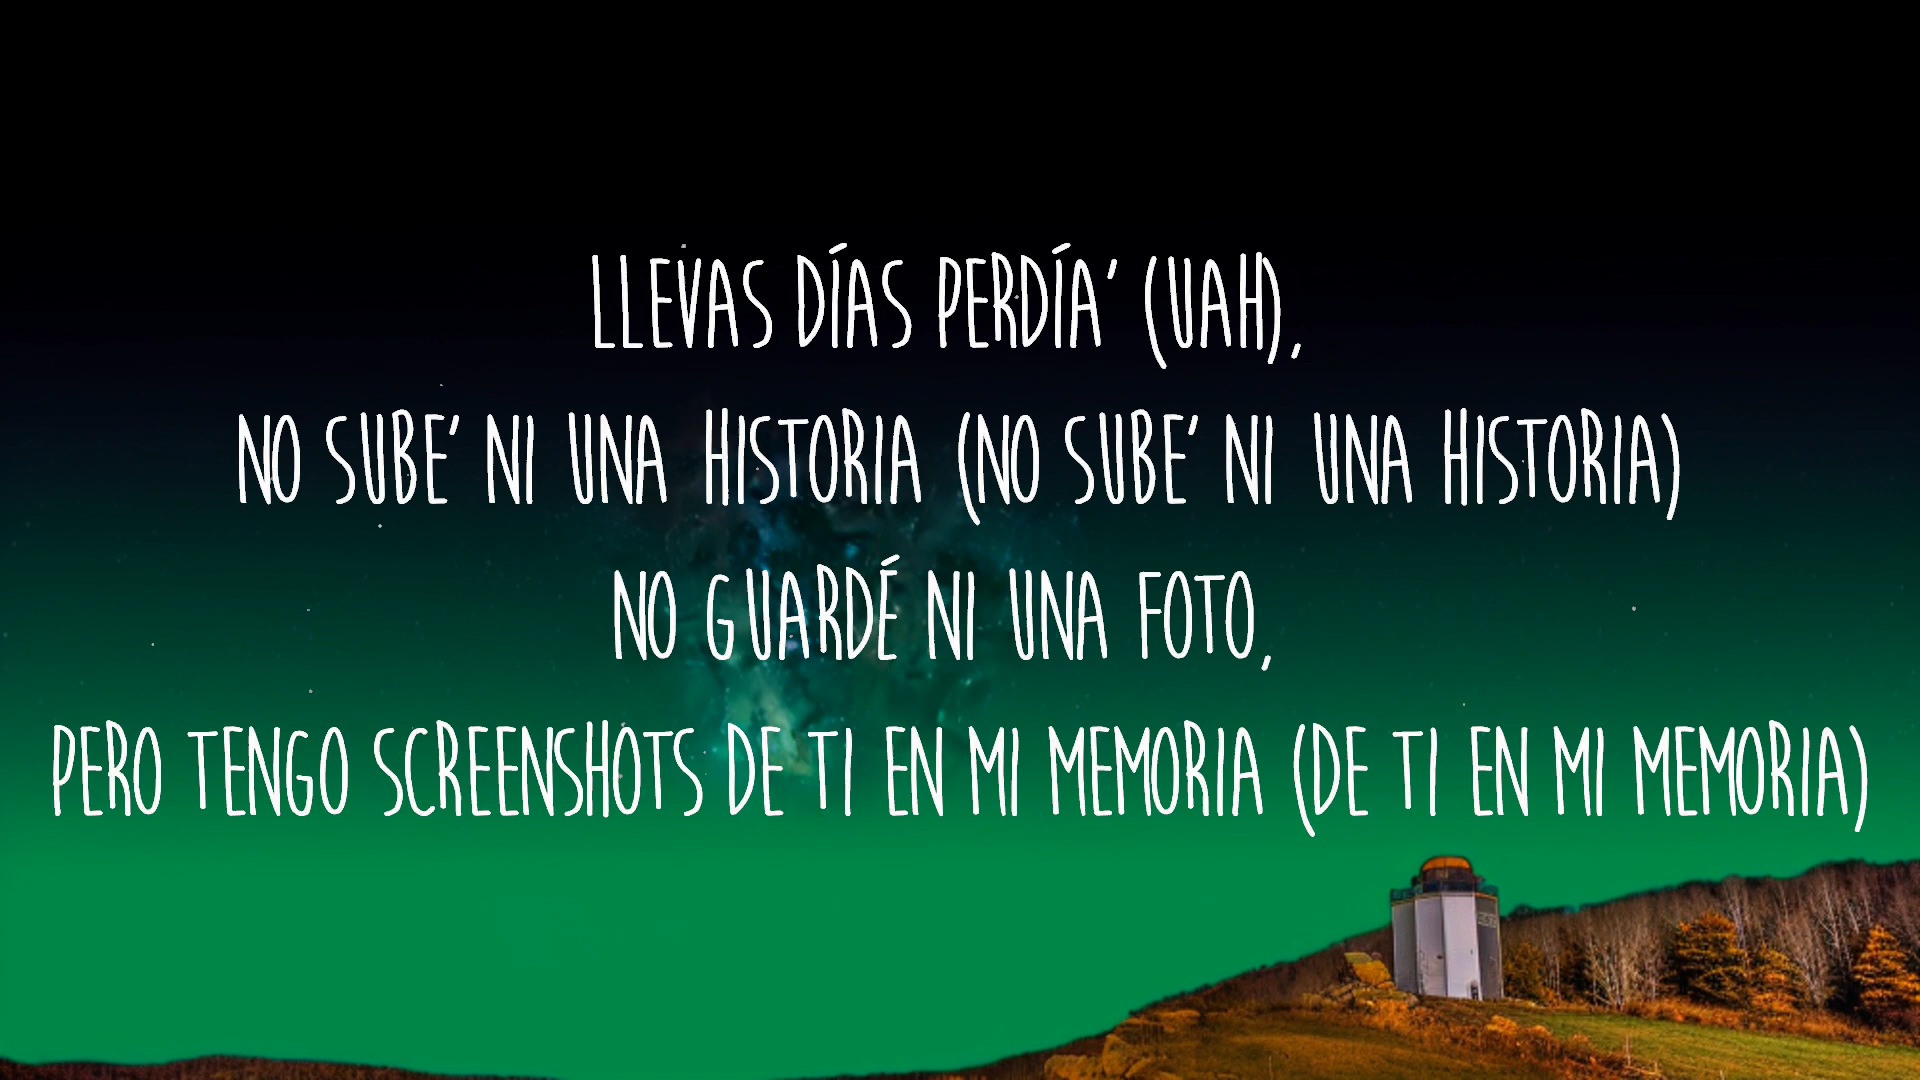 LLEVAS DÍAS PERDÍA' (UAH),
NO SUBE' NI UNA HISTORIA (NO SUBE' NI UNA HISTORIA)
NO GUARDÉ NI UNA FOTO,
PERO TENGO SCREENSHOTS DE TI EN MI MEMORIA (DE TI EN MI MEMORIA)